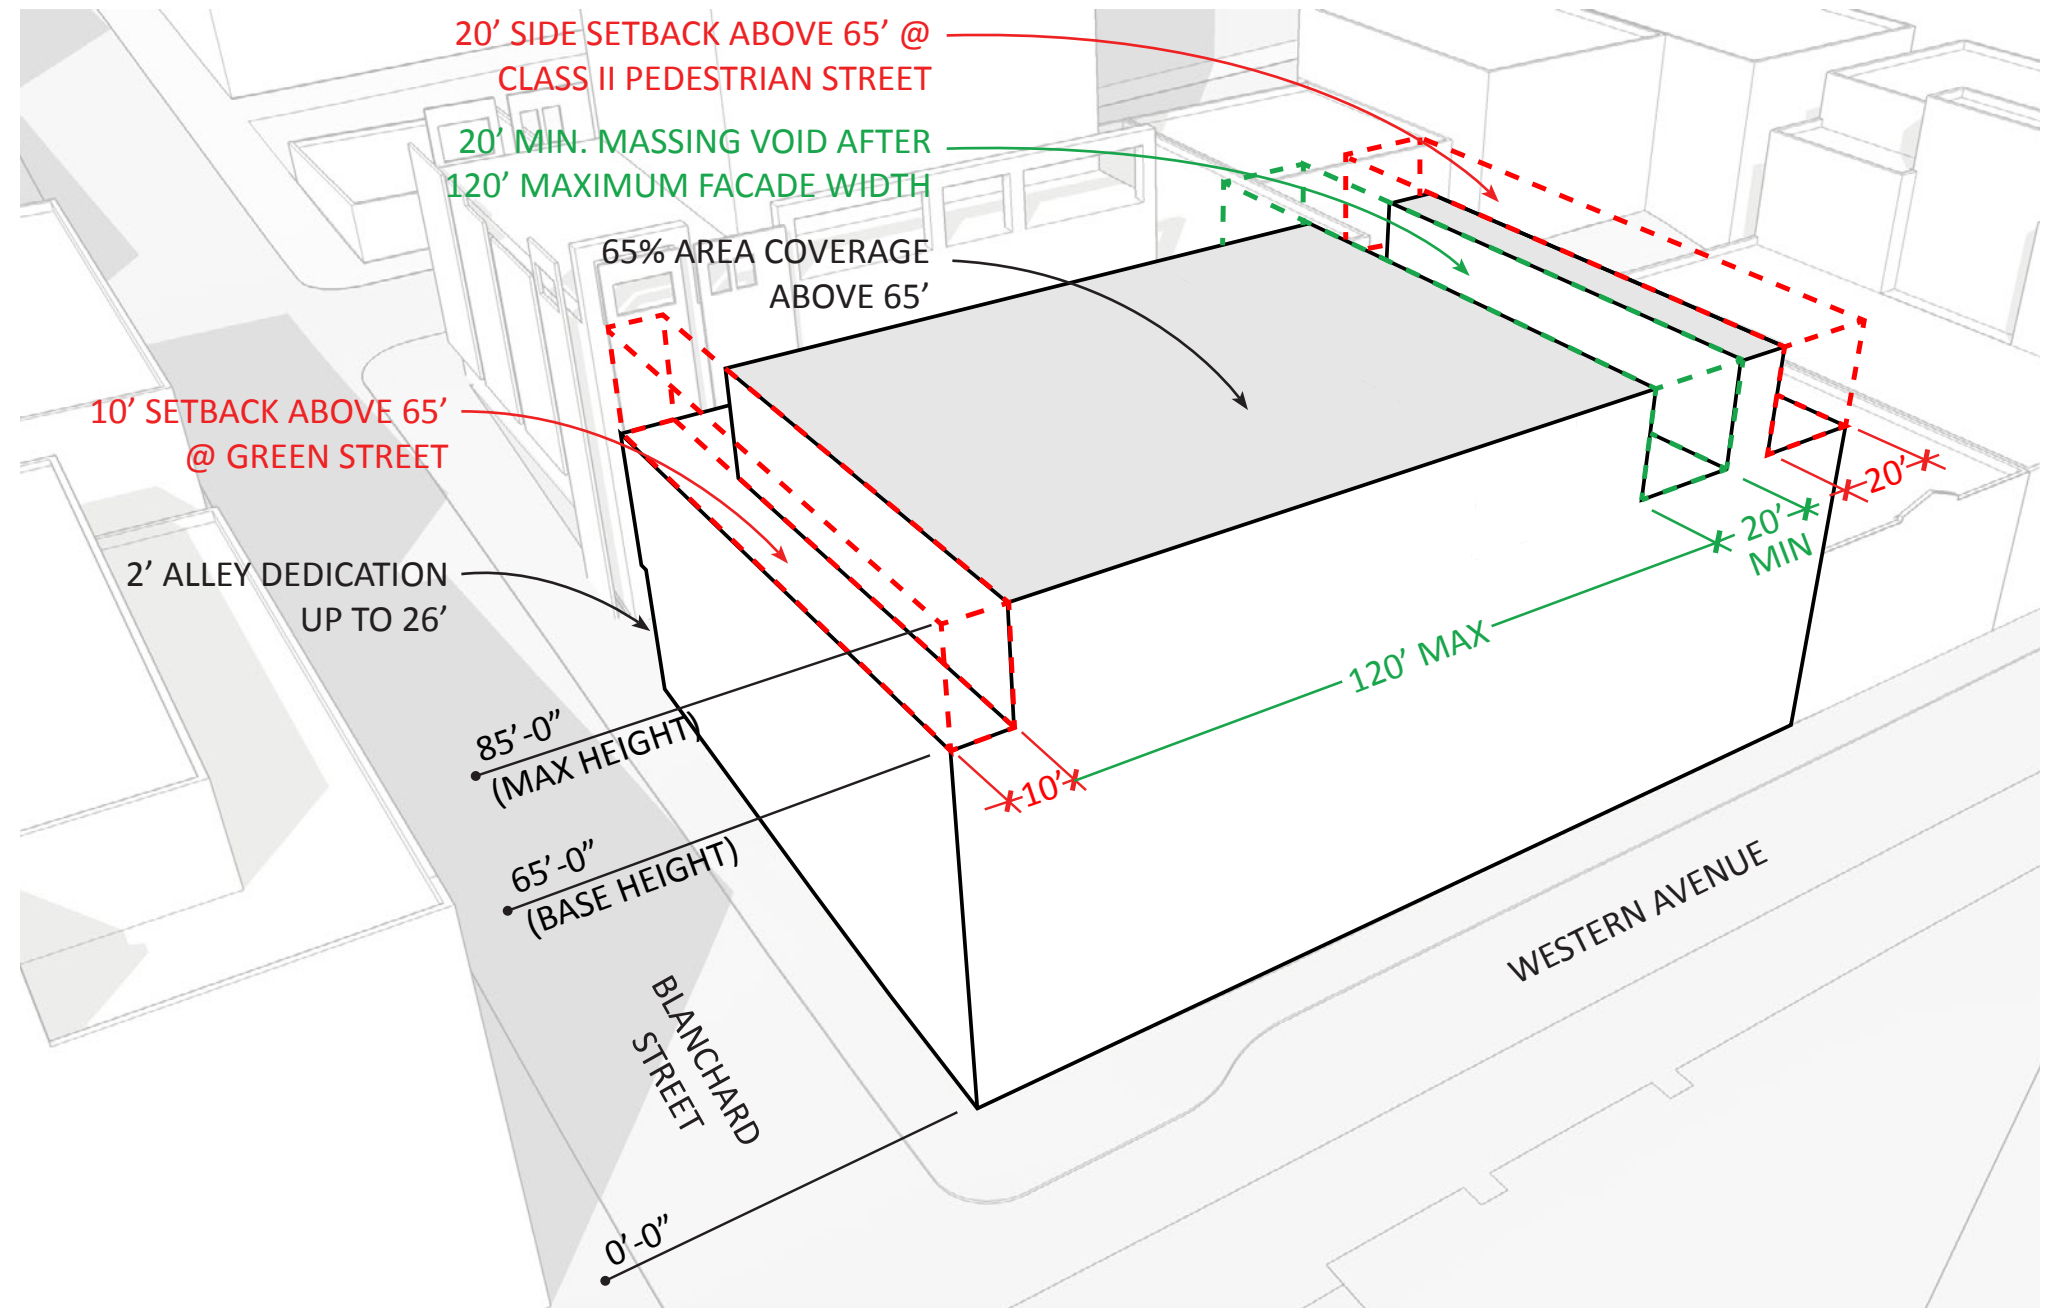 20’ SIDE SETBACK ABOVE 65’ @
CLASS II PEDESTRIAN STREET
20’ MIN. MASSING VOID AFTER
120’ MAXIMUM FACADE WIDTH
65% AREA COVERAGE
ABOVE 65’
10’ SETBACK ABOVE 65’
@ GREEN STREET
2’ ALLEY DEDICATION
UP TO 26’
20’
20’
MIN
120’ MAX
10’
85’-0”
(MAX HEIGHT)
65’-0”
(BASE HEIGHT)
WESTERN AVENUE
BLANCHARD
STREET
0’-0”